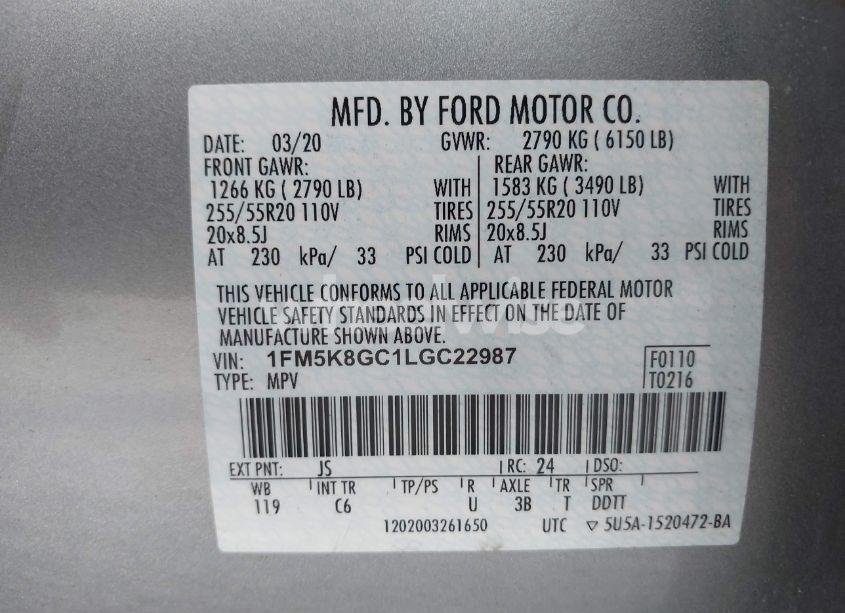 MFD. BY FORD MOTOR CO.
DATE: 03/20 GVWR: 2790 KG ( 6150 LB)
FRONT GAWR: REAR GAWR:
1266 KG ( 2790 LB) WITH 1583 KG ( 3490 LB) WITH
255/55R20 110V TIRES 255/55R20 110V TIRES
20x8.5J RIMS 20x8.5J RIMS
AT 230 kPa/ 33 PSI COLD AT 230 kPa/ 33 PSI COLD
THIS VEHICLE CONFORMS TO ALL APPLICABLE FEDERAL MOTOR
VEHICLE SAFETY STANDARDS IN EFFECT ON THE DATE OF
MANUFACTURE SHOWN ABOVE.
VIN: 1FM5K8GC1LGC22987 F0110
TYPE: MPV T0216
EXT PNT: JS RC: 24 DSO:
WB INT TR TP/PS R AXLE TR SPR
119 C6 U 3B T DDTT
1202003261650 UTC ▽ 5U5A-1520472-BA